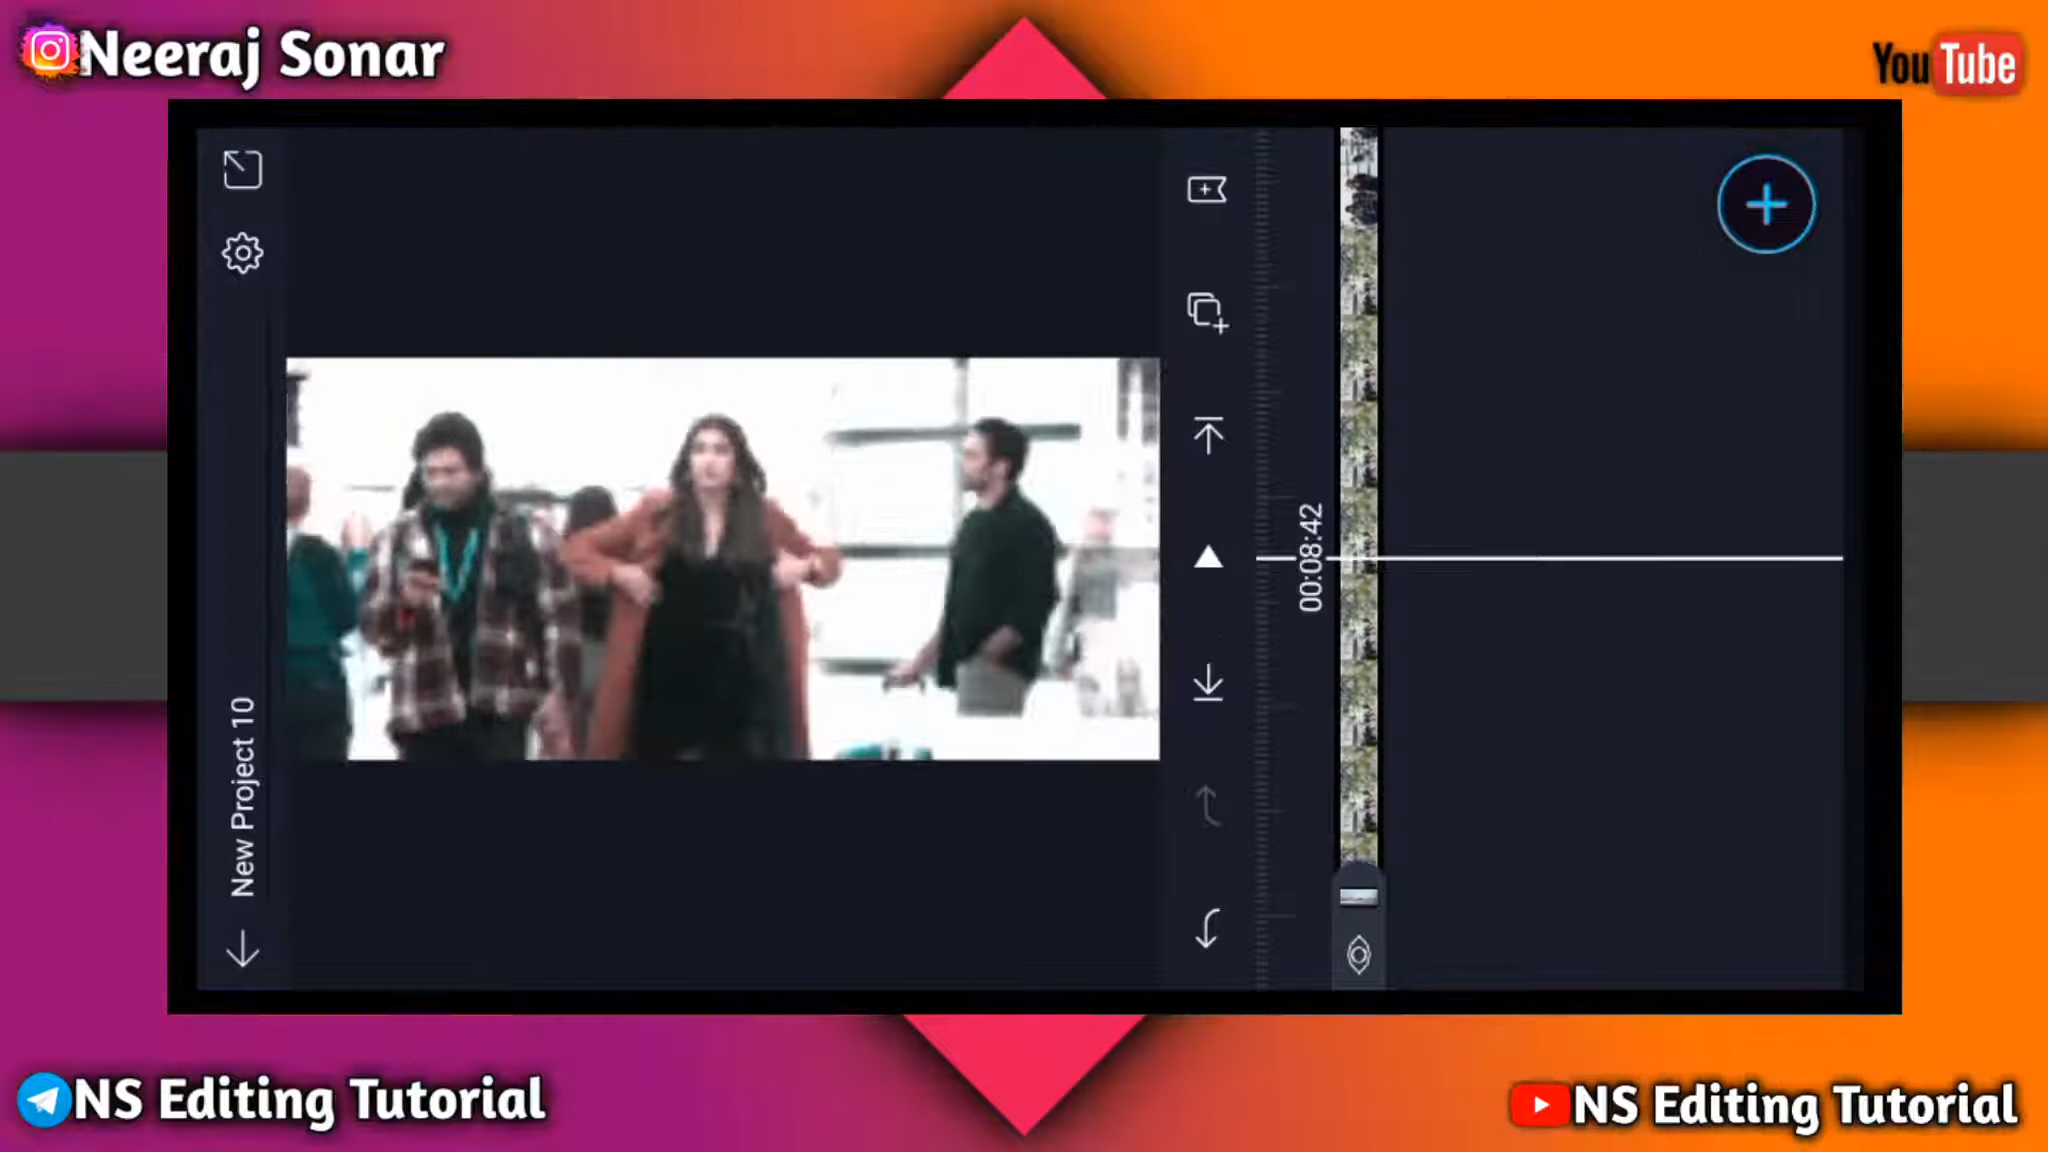 Neeraj Sonar
YouTube
New Project 10
00:08:42
NS Editing Tutorial
NS Editing Tutorial